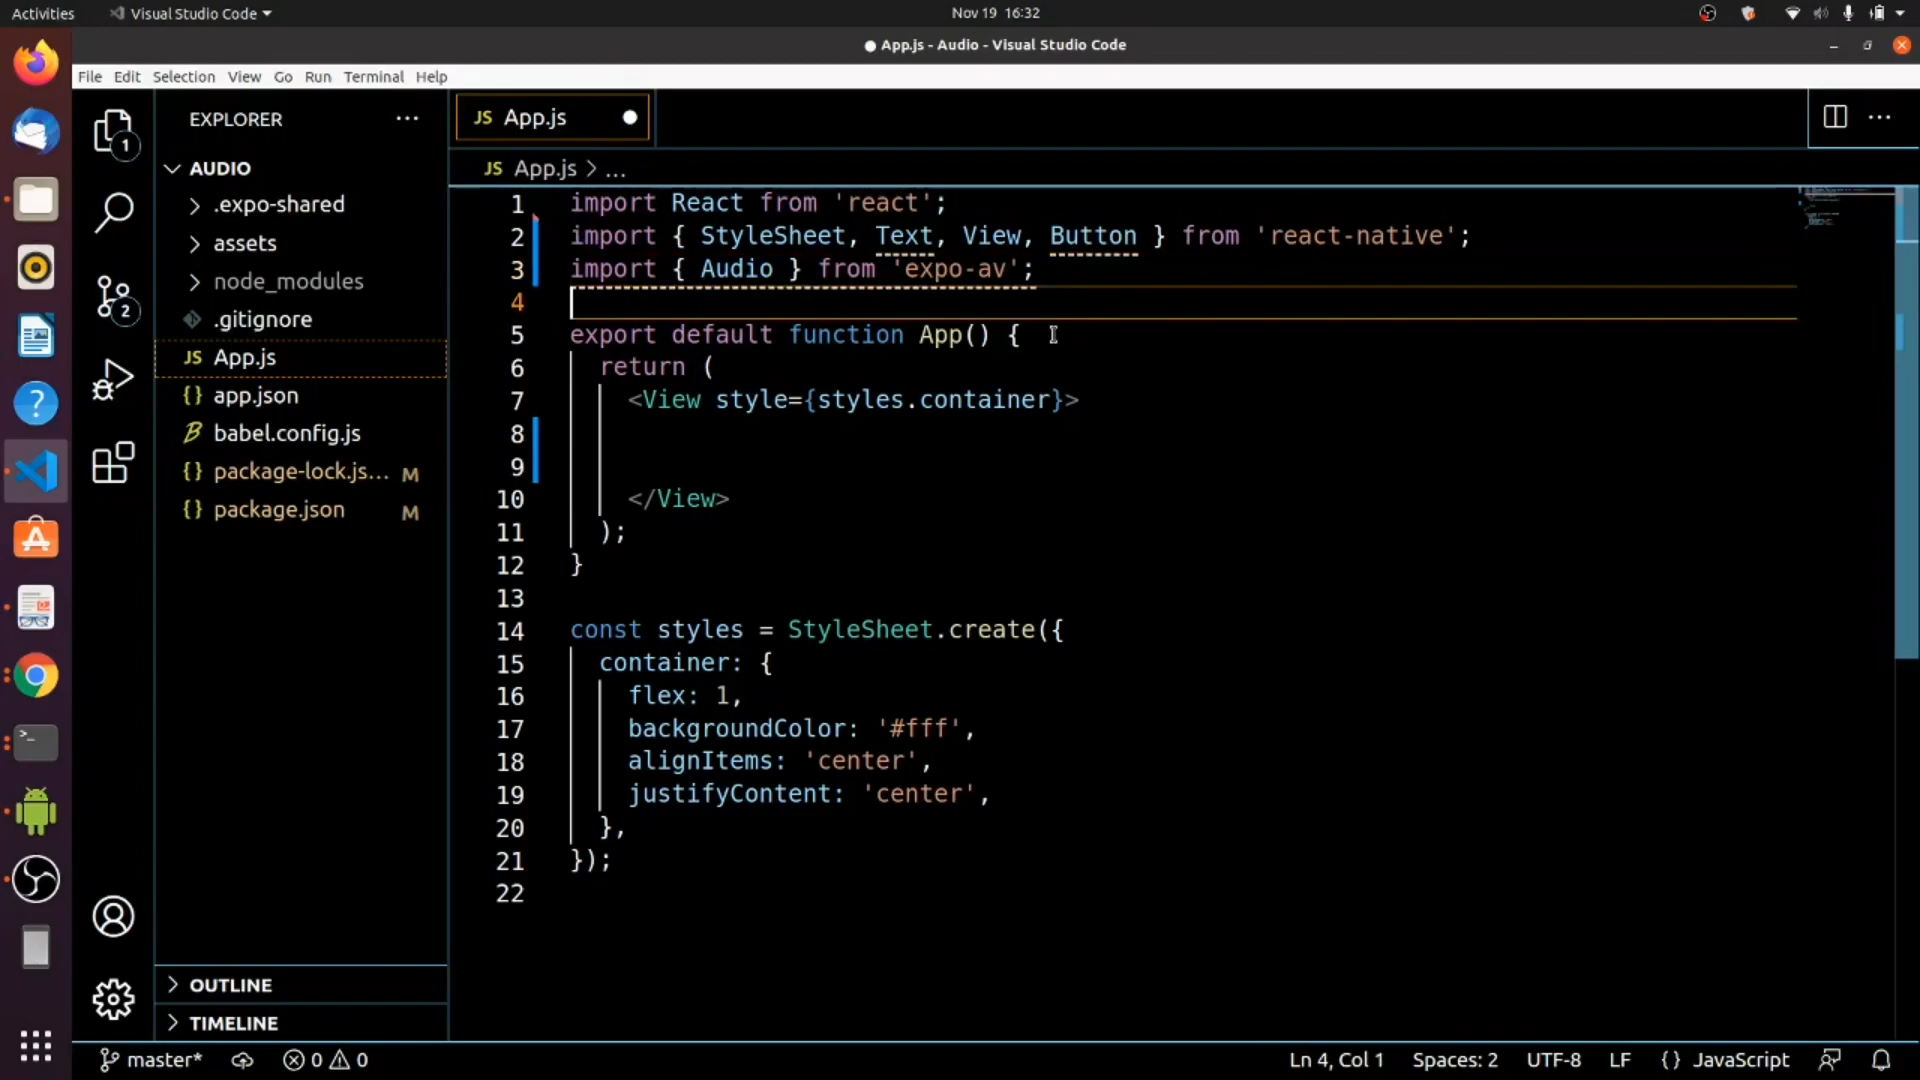 Activities Visual Studio Code Nov 19 16:32
● App.js - Audio - Visual Studio Code
File Edit Selection View Go Run Terminal Help
EXPLORER ...
1
AUDIO
.expo-shared
assets
node_modules
.gitignore
2
JS App.js
{} app.json
babel.config.js
{} package-lock.js... M
{} package.json M
OUTLINE
TIMELINE
JS App.js ●
JS App.js > ...
1 import React from 'react';
2 import { StyleSheet, Text, View, Button } from 'react-native';
3 import { Audio } from 'expo-av';
4
5 export default function App() {
6 return (
7 <View style={styles.container}>
8
9
10 </View>
11 );
12 }
13
14 const styles = StyleSheet.create({
15 container: {
16 flex: 1,
17 backgroundColor: '#fff',
18 alignItems: 'center',
19 justifyContent: 'center',
20 },
21 });
22
master* 0 0 Ln 4, Col 1 Spaces: 2 UTF-8 LF {} JavaScript